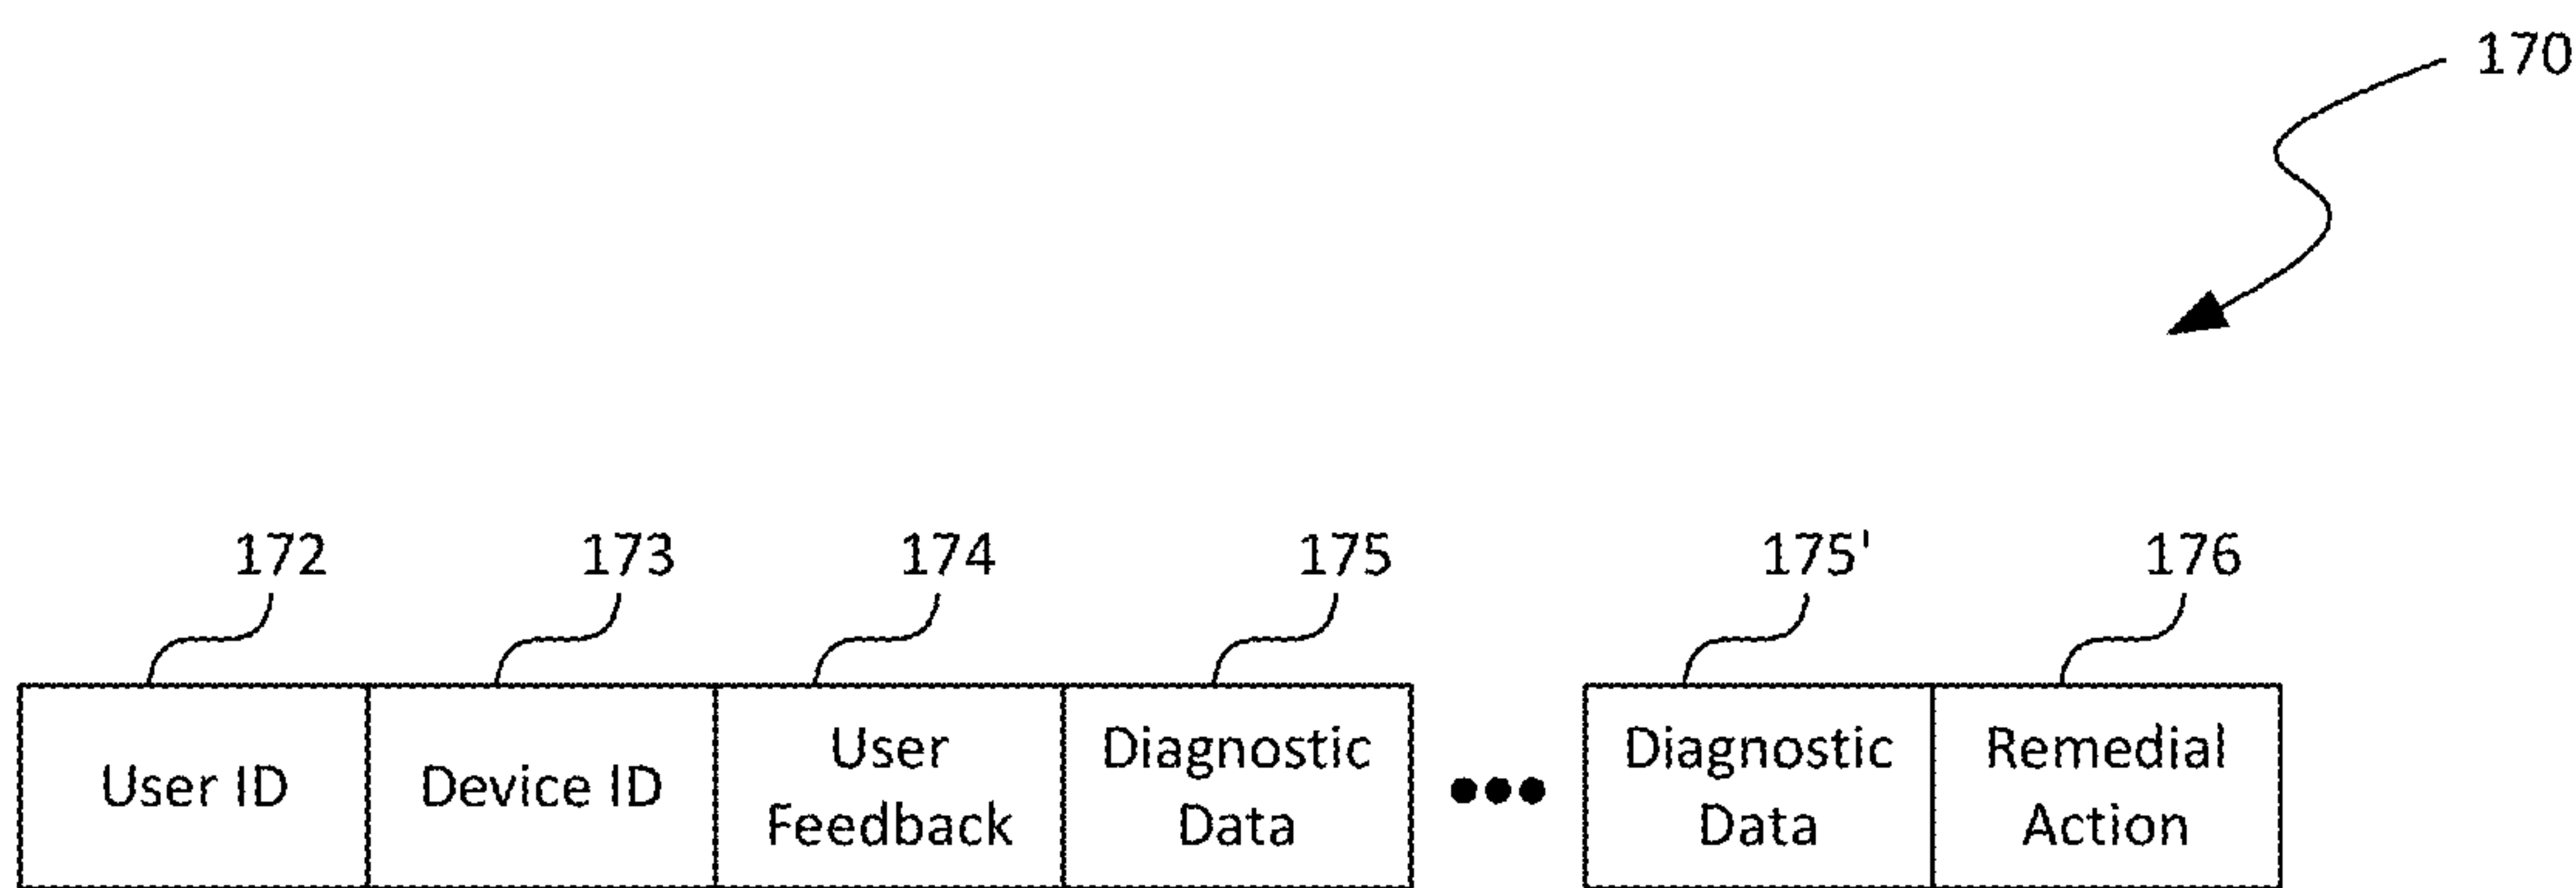 170
172
173
174
175
175'
176
User ID
Device ID
User
Feedback
Diagnostic
Data
Diagnostic
Data
Remedial
Action